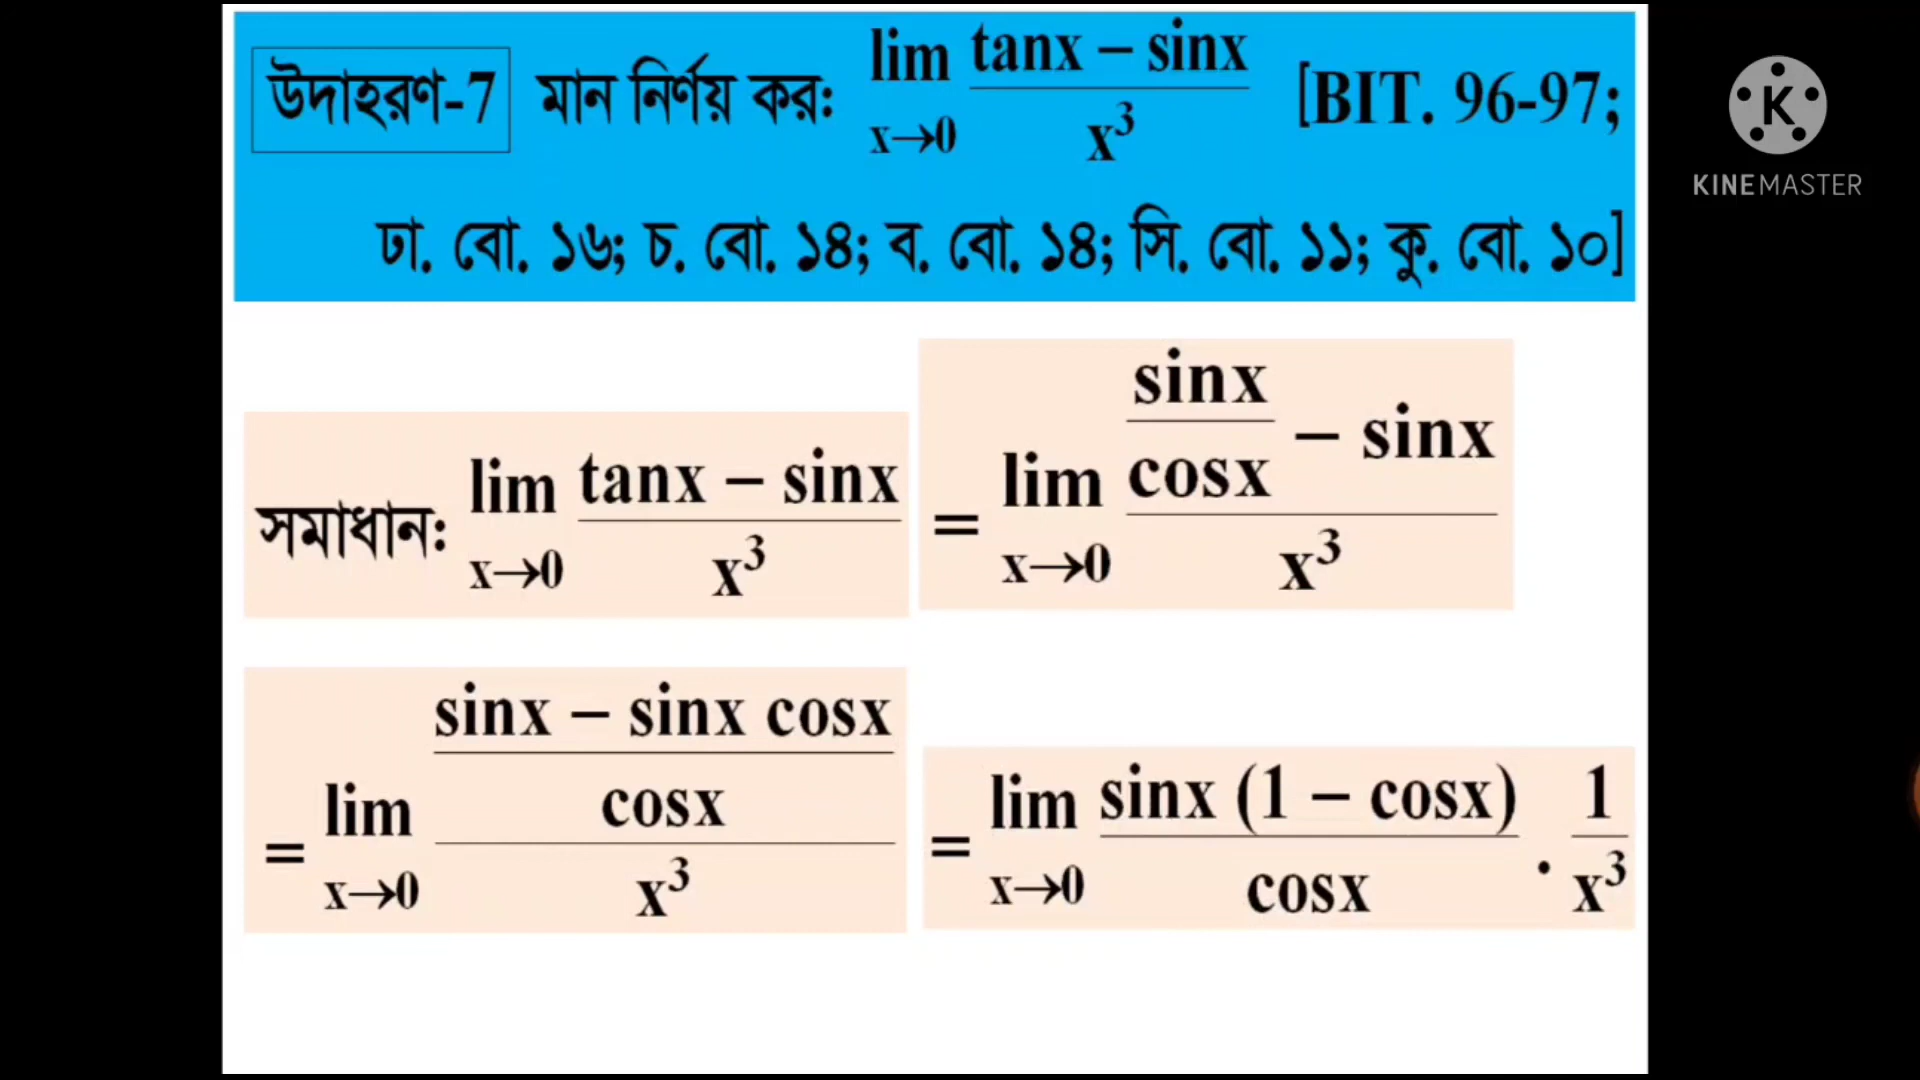 উদাহরণ-7 মান নির্ণয় করঃ lim x→0 (tanx – sinx)/x³ [BIT. 96-97;
ঢা. বো. ১৬; চ. বো. ১৪; ব. বো. ১৪; সি. বো. ১১; কু. বো. ১০]
সমাধানঃ lim x→0 (tanx – sinx)/x³ = lim x→0 (sinx/cosx – sinx)/x³
= lim x→0 ((sinx – sinx cosx)/cosx)/x³ = lim x→0 (sinx (1 – cosx))/cosx · 1/x³
K
KINEMASTER